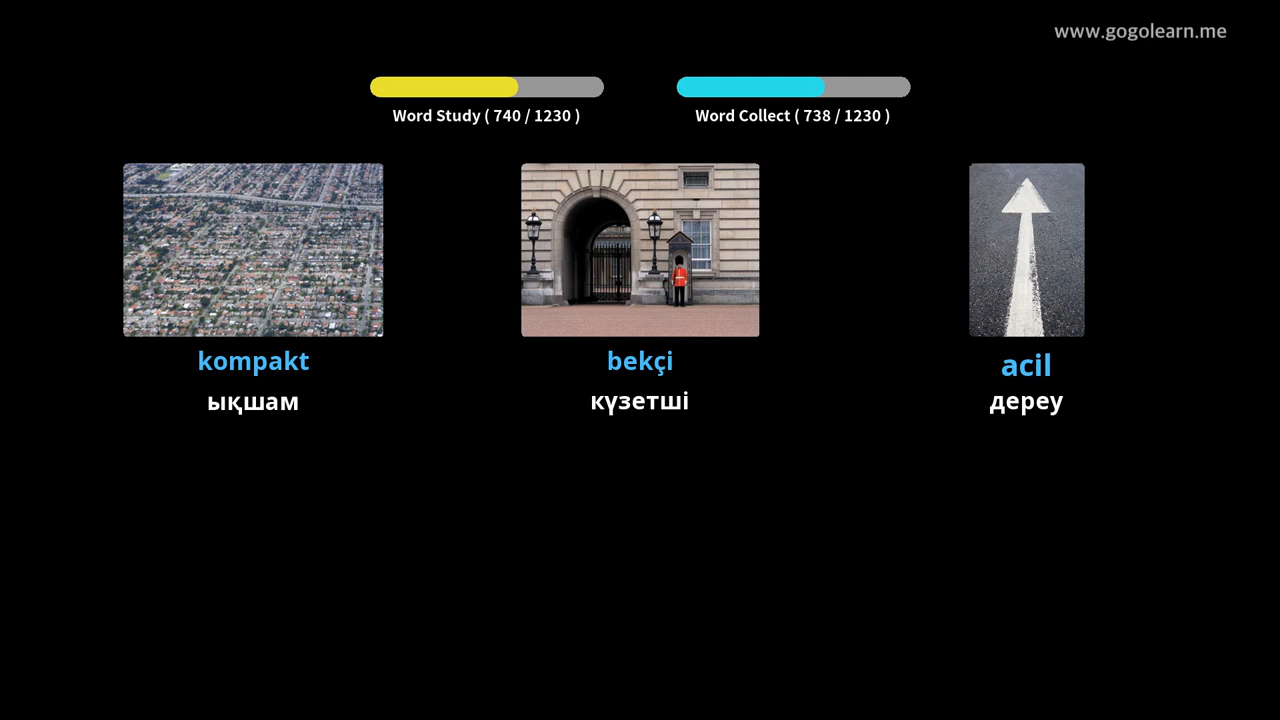 www.gogolearn.me
Word Study ( 740 / 1230 )
Word Collect ( 738 / 1230 )
kompakt
ықшам
bekçi
күзетші
acil
дереу